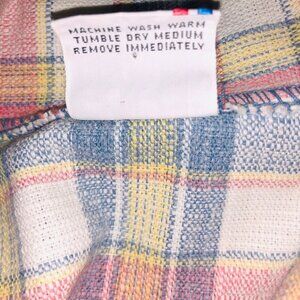 MACHINE WASH WARM
TUMBLE DRY MEDIUM
REMOVE IMMEDIATELY